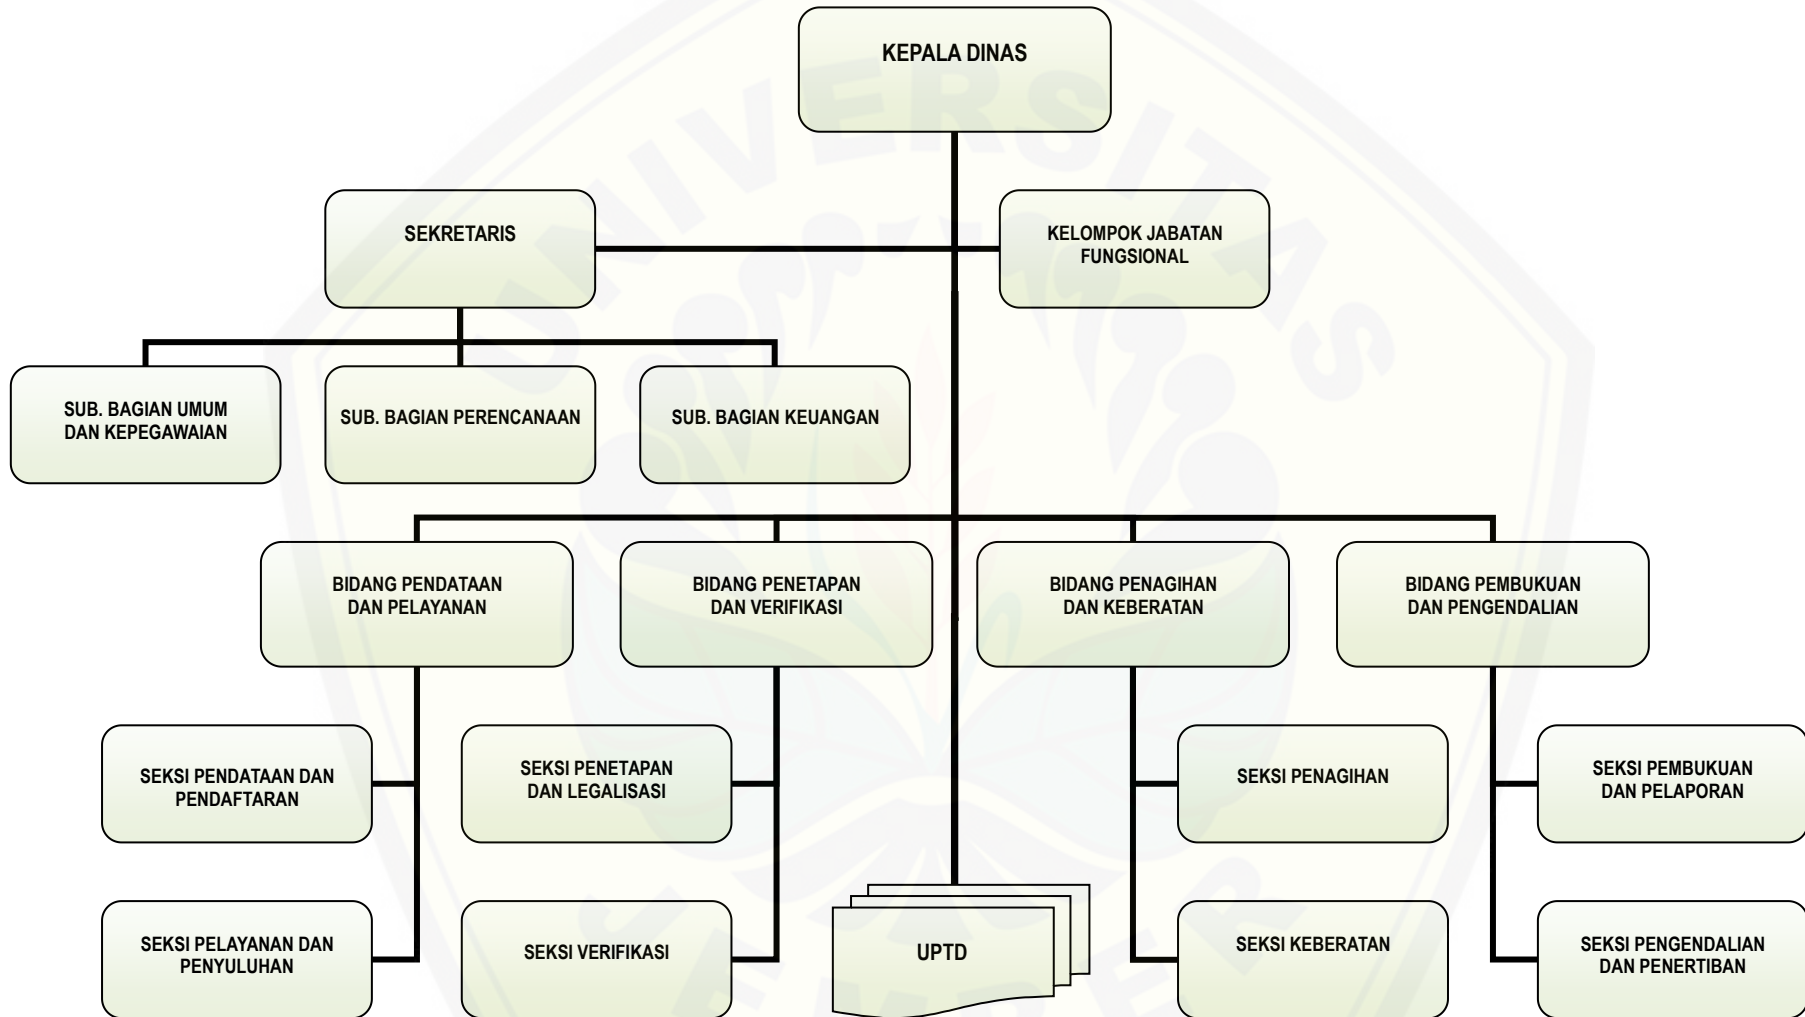 KEPALA DINAS
SEKRETARIS
KELOMPOK JABATAN
FUNGSIONAL
SUB. BAGIAN UMUM
DAN KEPEGAWAIAN
SUB. BAGIAN PERENCANAAN
SUB. BAGIAN KEUANGAN
BIDANG PENDATAAN
DAN PELAYANAN
BIDANG PENETAPAN
DAN VERIFIKASI
BIDANG PENAGIHAN
DAN KEBERATAN
BIDANG PEMBUKUAN
DAN PENGENDALIAN
SEKSI PENDATAAN DAN
PENDAFTARAN
SEKSI PENETAPAN
DAN LEGALISASI
SEKSI PENAGIHAN
SEKSI PEMBUKUAN
DAN PELAPORAN
SEKSI PELAYANAN DAN
PENYULUHAN
SEKSI VERIFIKASI
UPTD
SEKSI KEBERATAN
SEKSI PENGENDALIAN
DAN PENERTIBAN
UNIVERSITAS
JEMBER